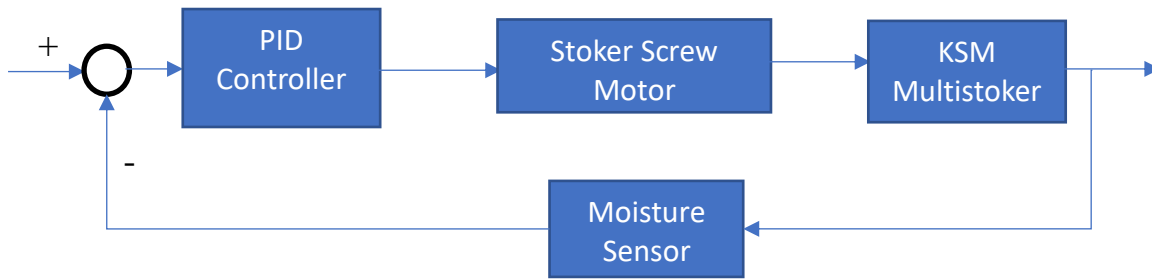 +
PID
Controller
Stoker Screw
Motor
KSM
Multistoker
-
Moisture
Sensor